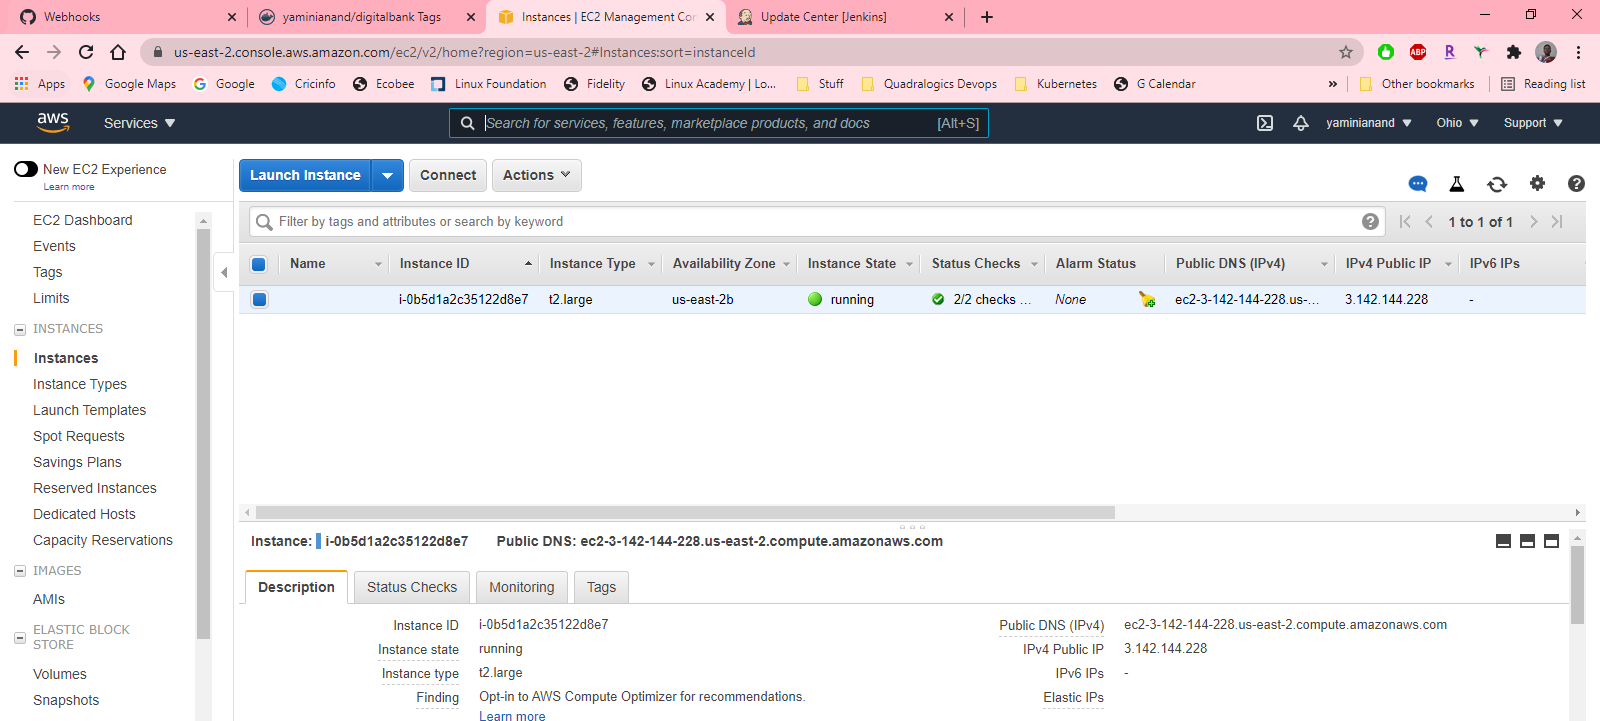 Webhooks
yaminianand/digitalbank Tags
Instances | EC2 Management Cor
Update Center [Jenkins]
us-east-2.console.aws.amazon.com/ec2/v2/home?region=us-east-2#Instances:sort=instanceId
ABP
R
Apps
Google Maps
Google
Cricinfo
Ecobee
Linux Foundation
Fidelity
Linux Academy | Lo...
Stuff
Quadralogics Devops
Kubernetes
G Calendar
»
Other bookmarks
Reading list
aws
Services
Search for services, features, marketplace products, and docs
[Alt+S]
yaminianand
Ohio
Support
New EC2 Experience
Learn more
EC2 Dashboard
Events
Tags
Limits
INSTANCES
Instances
Instance Types
Launch Templates
Spot Requests
Savings Plans
Reserved Instances
Dedicated Hosts
Capacity Reservations
IMAGES
AMIs
ELASTIC BLOCK
STORE
Volumes
Snapshots
Launch Instance
Connect
Actions
Filter by tags and attributes or search by keyword
1 to 1 of 1
Name
Instance ID
Instance Type
Availability Zone
Instance State
Status Checks
Alarm Status
Public DNS (IPv4)
IPv4 Public IP
IPv6 IPs
i-0b5d1a2c35122d8e7
t2.large
us-east-2b
running
2/2 checks ...
None
ec2-3-142-144-228.us-...
3.142.144.228
-
Instance: i-0b5d1a2c35122d8e7
Public DNS: ec2-3-142-144-228.us-east-2.compute.amazonaws.com
Description
Status Checks
Monitoring
Tags
Instance ID i-0b5d1a2c35122d8e7
Instance state running
Instance type t2.large
Finding Opt-in to AWS Compute Optimizer for recommendations.
Learn more
Public DNS (IPv4) ec2-3-142-144-228.us-east-2.compute.amazonaws.com
IPv4 Public IP 3.142.144.228
IPv6 IPs -
Elastic IPs